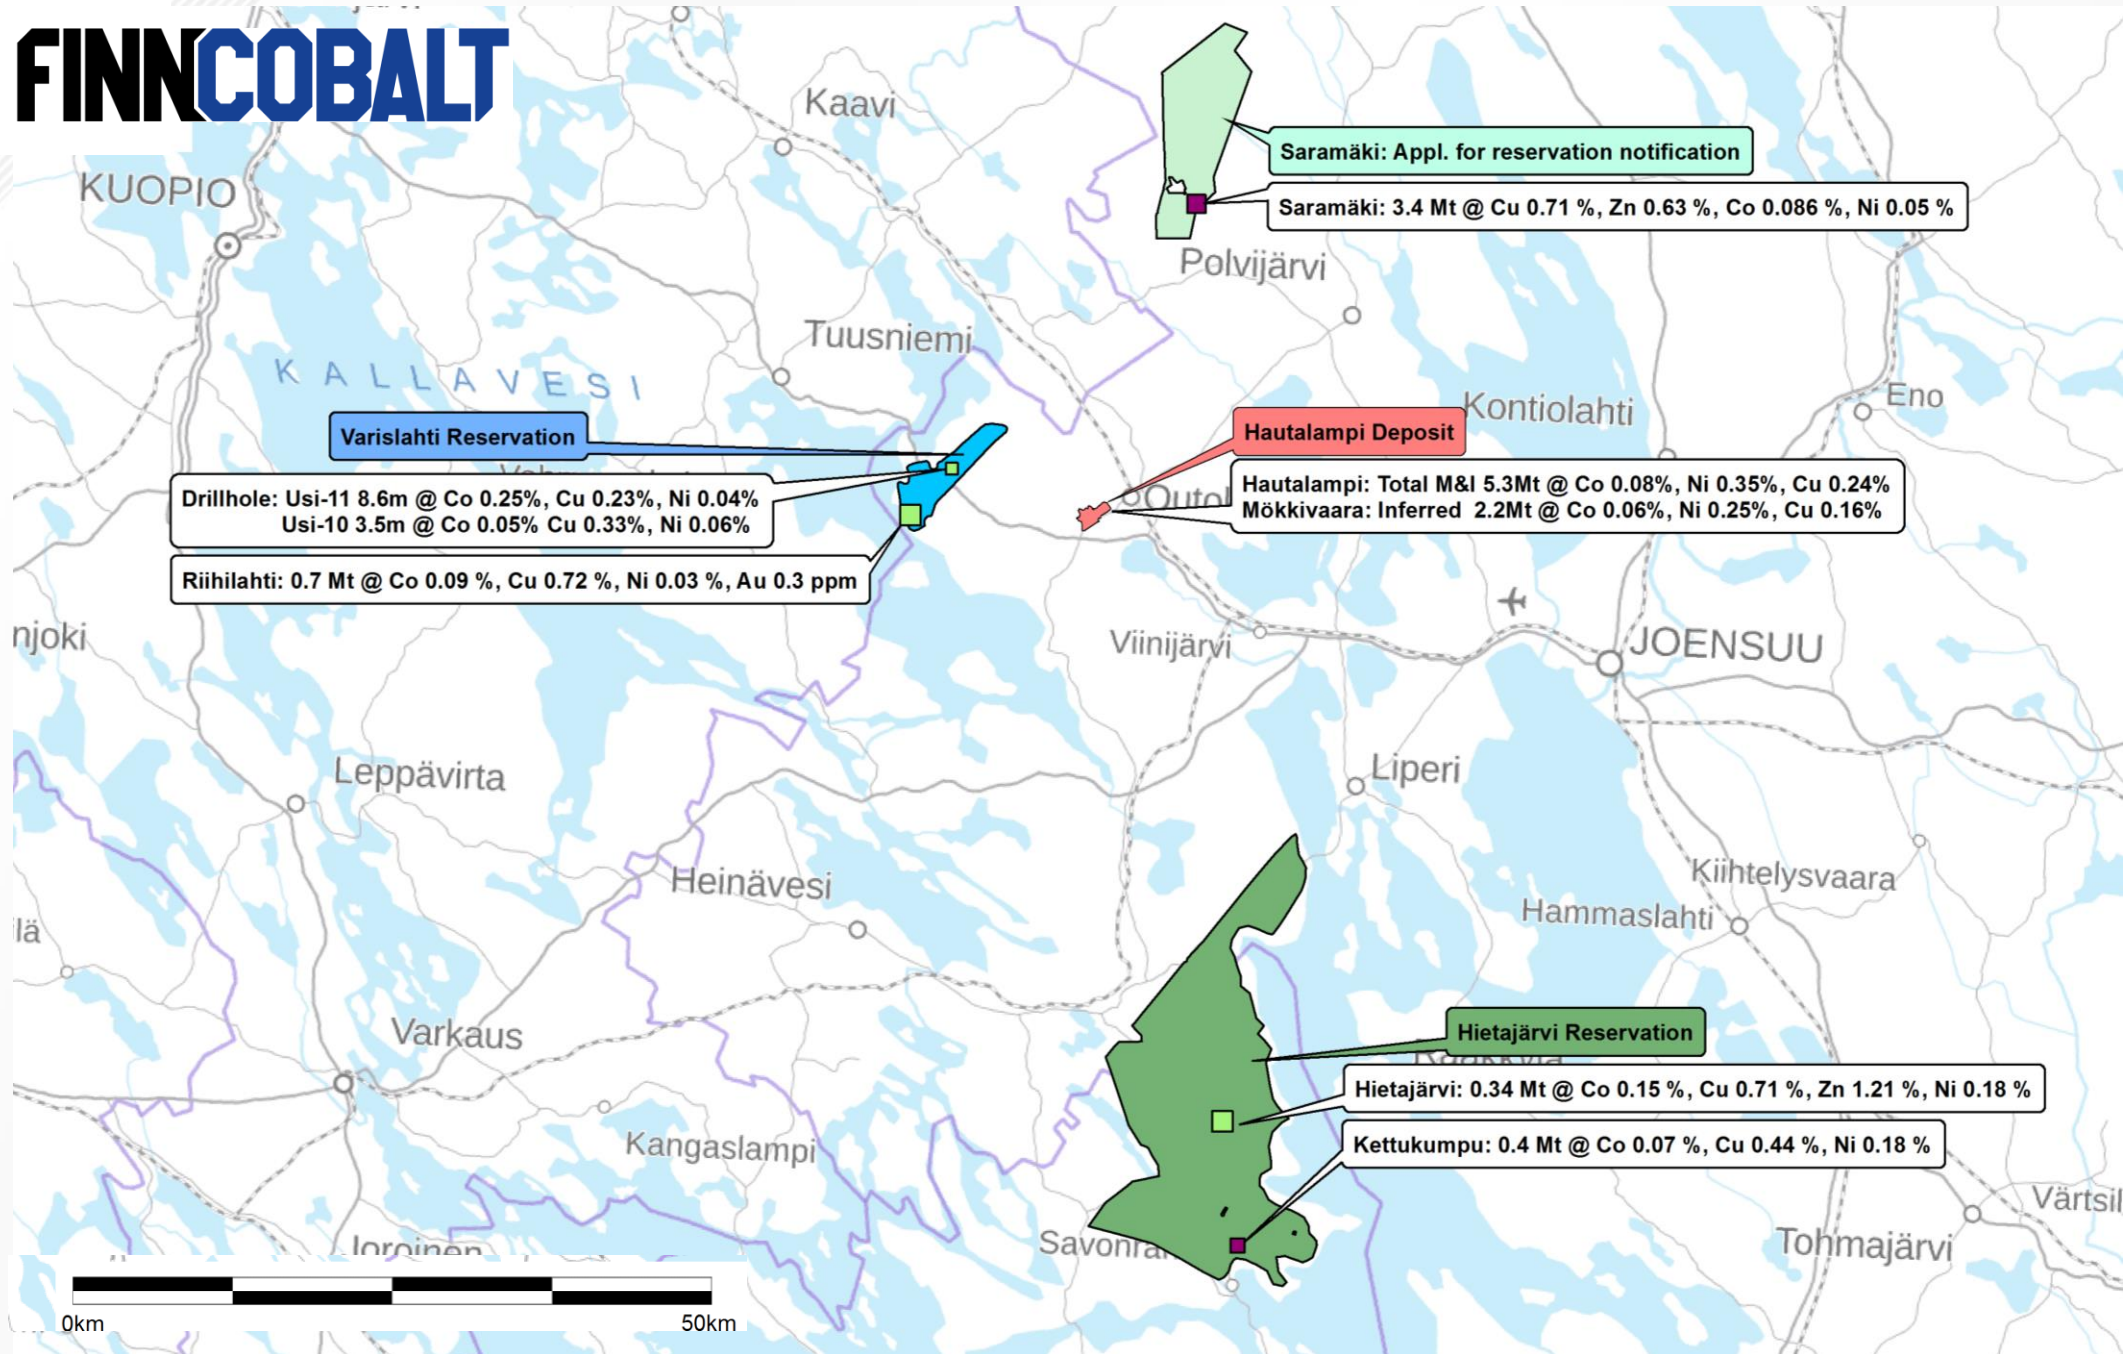 FINNCOBALT
Kaavi
KUOPIO
Saramäki: Appl. for reservation notification
Saramäki: 3.4 Mt @ Cu 0.71 %, Zn 0.63 %, Co 0.086 %, Ni 0.05 %
Polvijärvi
Tuusniemi
KALLAVESI
Eno
Kontiolahti
Varislahti Reservation
Hautalampi Deposit
Drillhole: Usi-11 8.6m @ Co 0.25%, Cu 0.23%, Ni 0.04%
Usi-10 3.5m @ Co 0.05% Cu 0.33%, Ni 0.06%
Hautalampi: Total M&I 5.3Mt @ Co 0.08%, Ni 0.35%, Cu 0.24%
Mökkivaara: Inferred 2.2Mt @ Co 0.06%, Ni 0.25%, Cu 0.16%
Riihilahti: 0.7 Mt @ Co 0.09 %, Cu 0.72 %, Ni 0.03 %, Au 0.3 ppm
njoki
Viinijärvi
JOENSUU
Leppävirta
Liperi
Heinävesi
Kiihtelysvaara
Hammaslahti
lä
Varkaus
Hietajärvi Reservation
Hietajärvi: 0.34 Mt @ Co 0.15 %, Cu 0.71 %, Zn 1.21 %, Ni 0.18 %
Kangaslampi
Kettukumpu: 0.4 Mt @ Co 0.07 %, Cu 0.44 %, Ni 0.18 %
Värtsil
Tohmajärvi
Joroinen
0km
50km